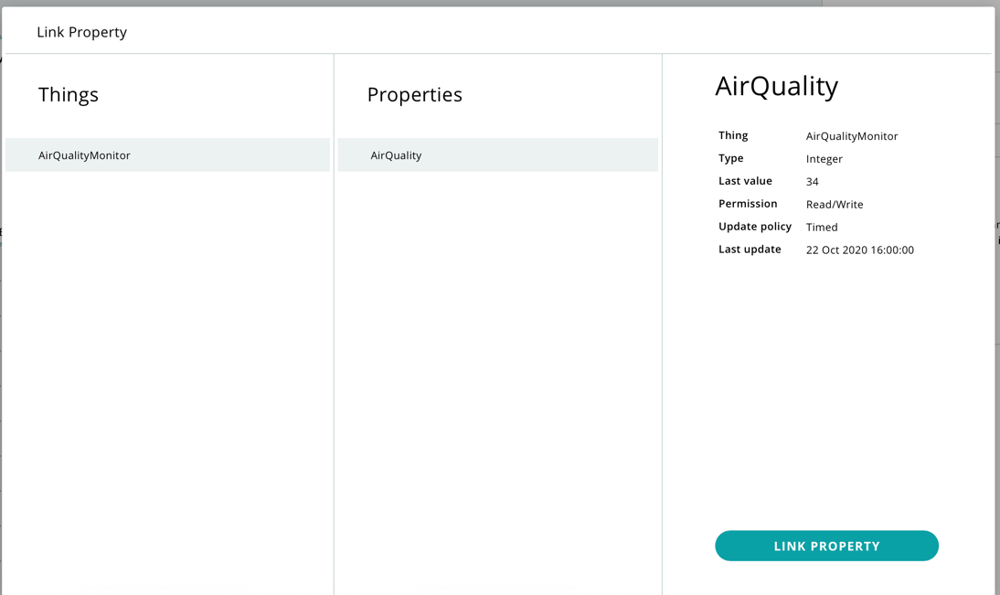 Link Property
Things
AirQualityMonitor
Properties
AirQuality
AirQuality
Thing AirQualityMonitor
Type Integer
Last value 34
Permission Read/Write
Update policy Timed
Last update 22 Oct 2020 16:00:00
LINK PROPERTY